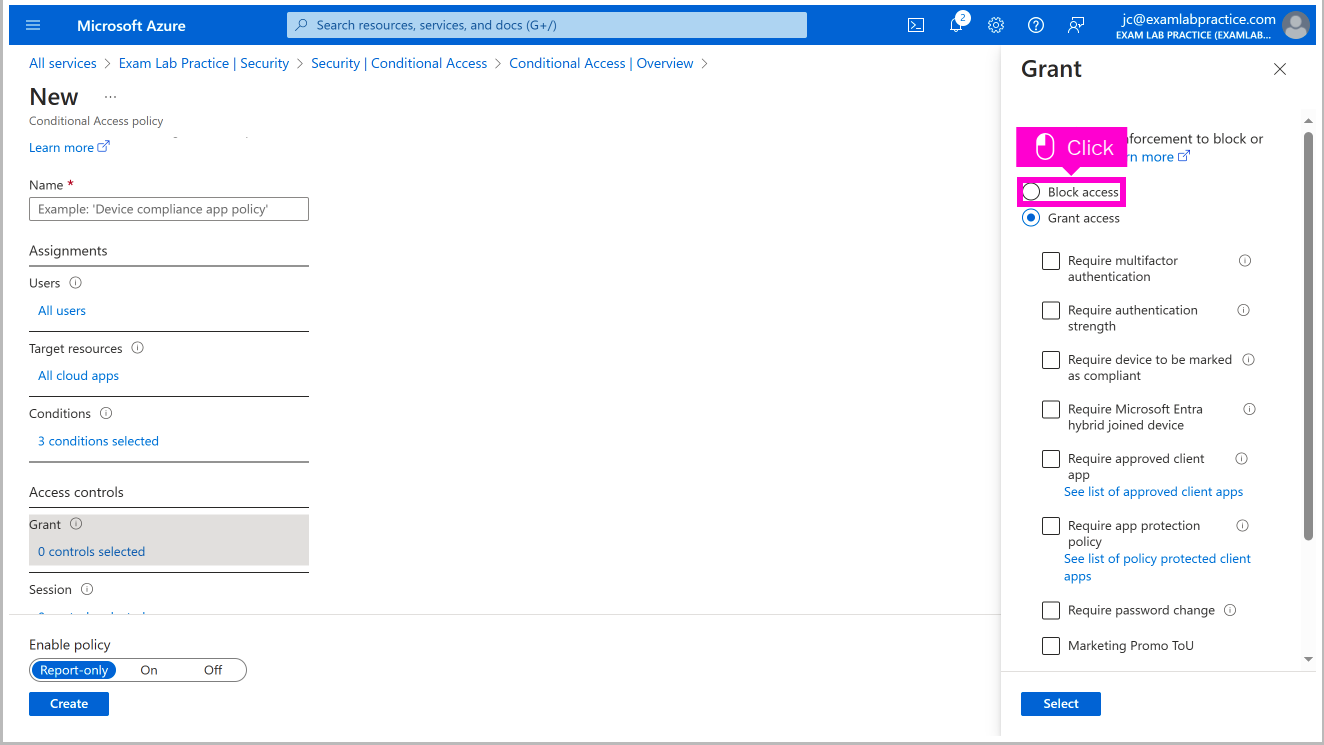 Microsoft Azure
Search resources, services, and docs (G+/)
2
jc@examlabpractice.com
EXAM LAB PRACTICE (EXAMLAB...
All services > Exam Lab Practice | Security > Security | Conditional Access > Conditional Access | Overview >
New ...
Conditional Access policy
Learn more
Name *
Example: 'Device compliance app policy'
Assignments
Users
All users
Target resources
All cloud apps
Conditions
3 conditions selected
Access controls
Grant
0 controls selected
Session
Enable policy
Report-only On Off
Create
Grant
Click
nforcement to block or
rn more
Block access
Grant access
Require multifactor
authentication
Require authentication
strength
Require device to be marked
as compliant
Require Microsoft Entra
hybrid joined device
Require approved client
app
See list of approved client apps
Require app protection
policy
See list of policy protected client
apps
Require password change
Marketing Promo ToU
Select